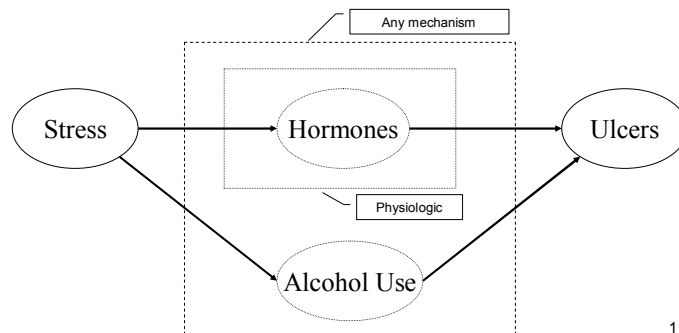 Any mechanism
Stress
Hormones
Ulcers
Physiologic
Alcohol Use
1